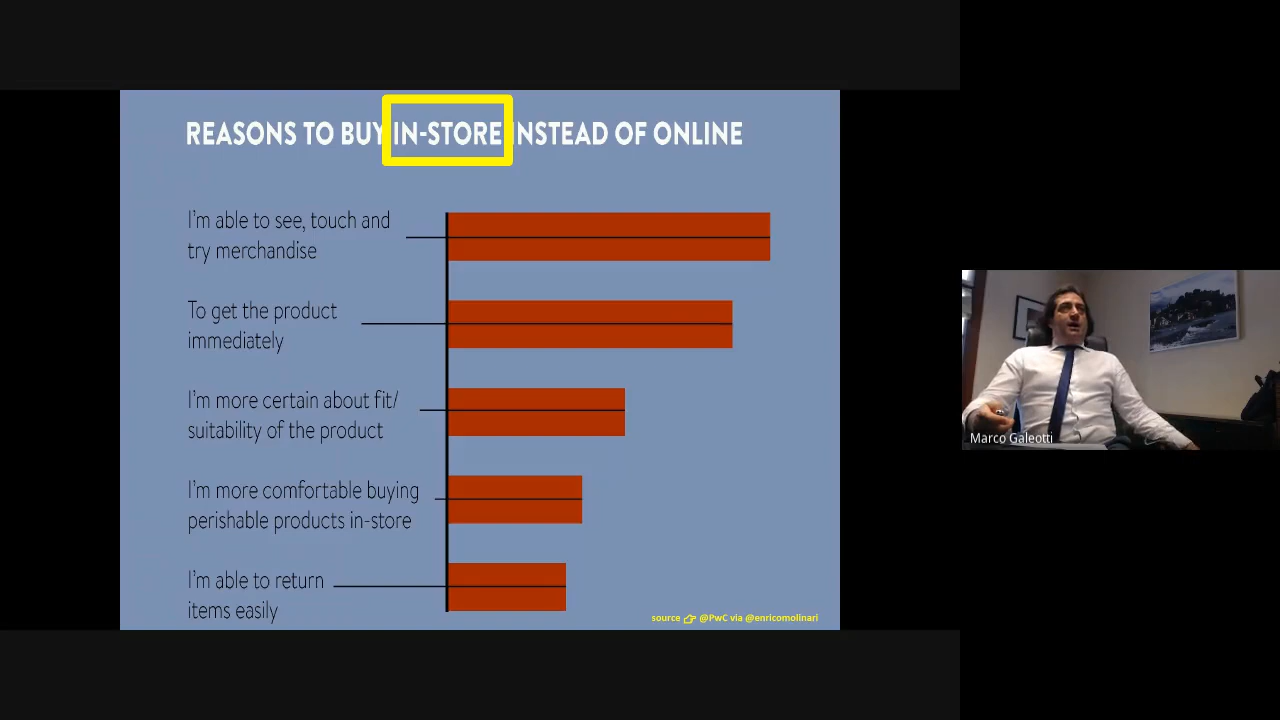 REASONS TO BUY IN-STORE INSTEAD OF ONLINE
I'm able to see, touch and
try merchandise
To get the product
immediately
I'm more certain about fit/
suitability of the product
I'm more comfortable buying
perishable products in-store
I'm able to return
items easily
source 👉 @PwC via @enricomolinari
Marco Galeotti